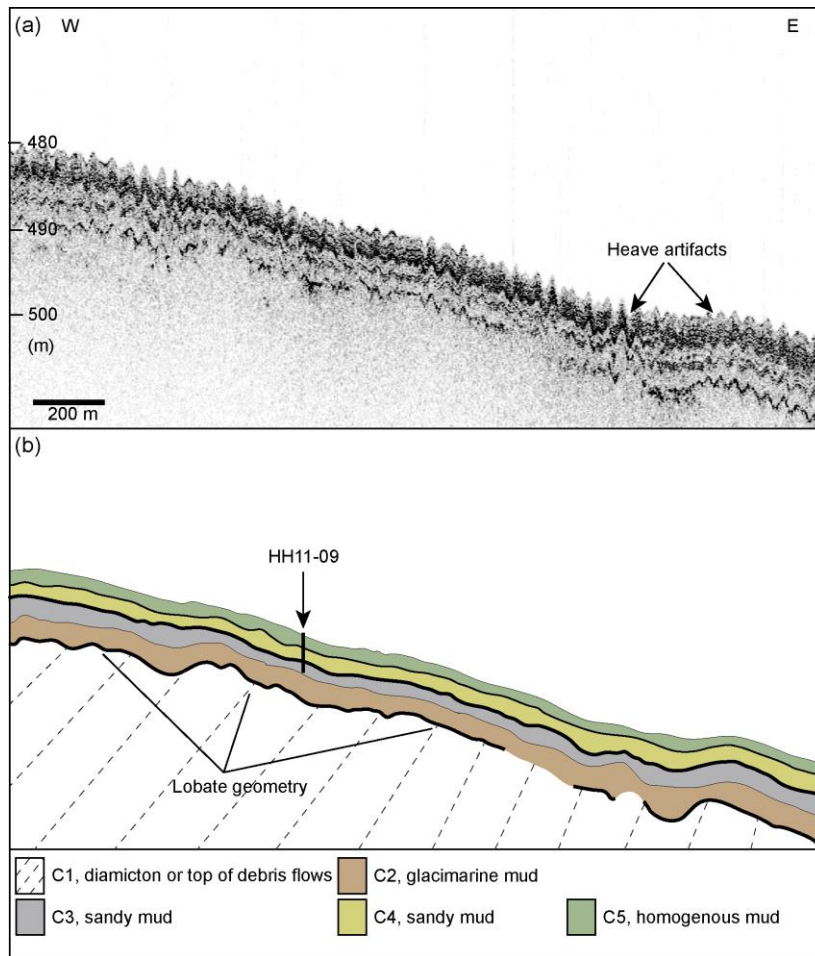 (a) W E
480
490
Heave artifacts
500
(m)
200 m
(b)
HH11-09
Lobate geometry
C1, diamicton or top of debris flows C2, glacimarine mud
C3, sandy mud C4, sandy mud C5, homogenous mud